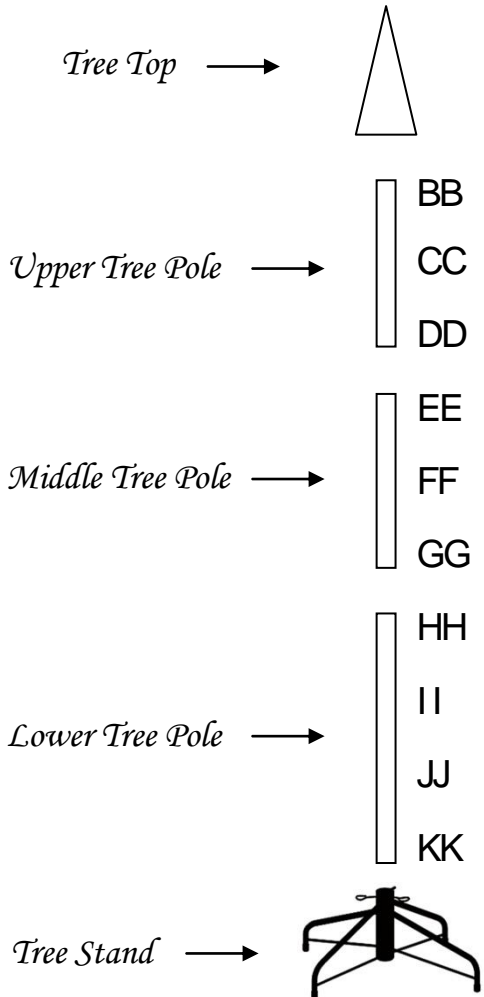 Tree Top
BB
Upper Tree Pole
CC
DD
EE
Middle Tree Pole
FF
GG
HH
II
Lower Tree Pole
JJ
KK
Tree Stand